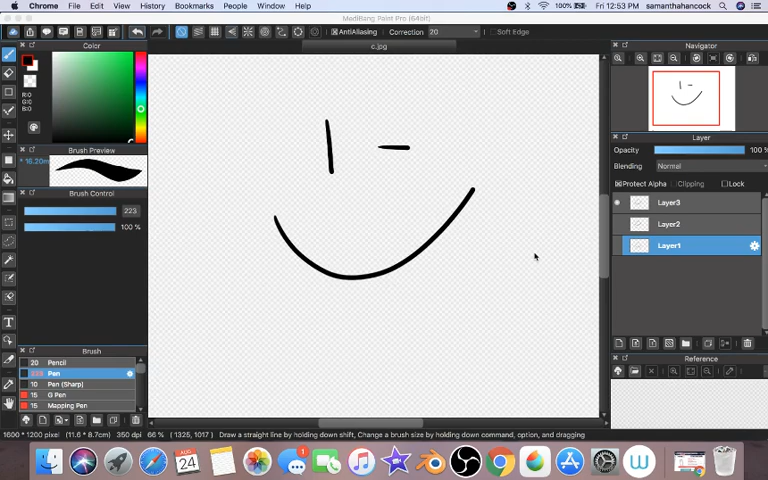 Chrome File Edit View History Bookmarks People Window Help 100% Fri 12:53 PM samanthahancock
MediBang Paint Pro (64bit)
AntiAliasing Correction 20 Soft Edge
c.jpg
Color
R:0
G:0
B:0
Brush Preview
* 16.20m
Brush Control
223
100 %
Brush
20 Pencil
223 Pen
10 Pen (Sharp)
15 G Pen
15 Mapping Pen
Navigator
Layer
Opacity 100 %
Blending Normal
Protect Alpha Clipping Lock
Layer3
Layer2
Layer1
Reference
1600 * 1200 pixel (11.6 * 8.7cm) 350 dpi 66 % (1325, 1017) Draw a straight line by holding down shift, Change a brush size by holding down command, option, and dragging
AUG
24
1